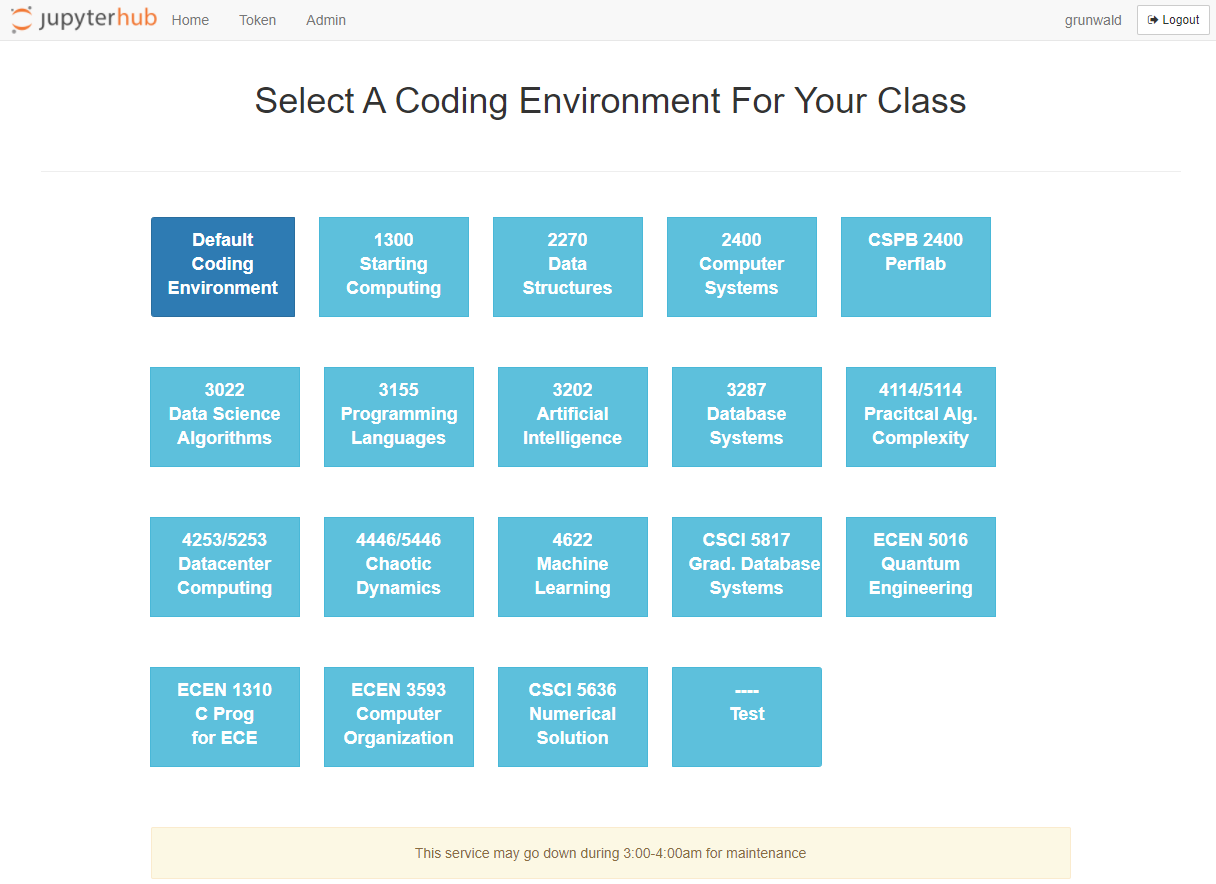 jupyterhub Home Token Admin grunwald Logout
Select A Coding Environment For Your Class
Default
Coding
Environment
1300
Starting
Computing
2270
Data
Structures
2400
Computer
Systems
CSPB 2400
Perflab
3022
Data Science
Algorithms
3155
Programming
Languages
3202
Artificial
Intelligence
3287
Database
Systems
4114/5114
Pracitcal Alg.
Complexity
4253/5253
Datacenter
Computing
4446/5446
Chaotic
Dynamics
4622
Machine
Learning
CSCI 5817
Grad. Database
Systems
ECEN 5016
Quantum
Engineering
ECEN 1310
C Prog
for ECE
ECEN 3593
Computer
Organization
CSCI 5636
Numerical
Solution
----
Test
This service may go down during 3:00-4:00am for maintenance